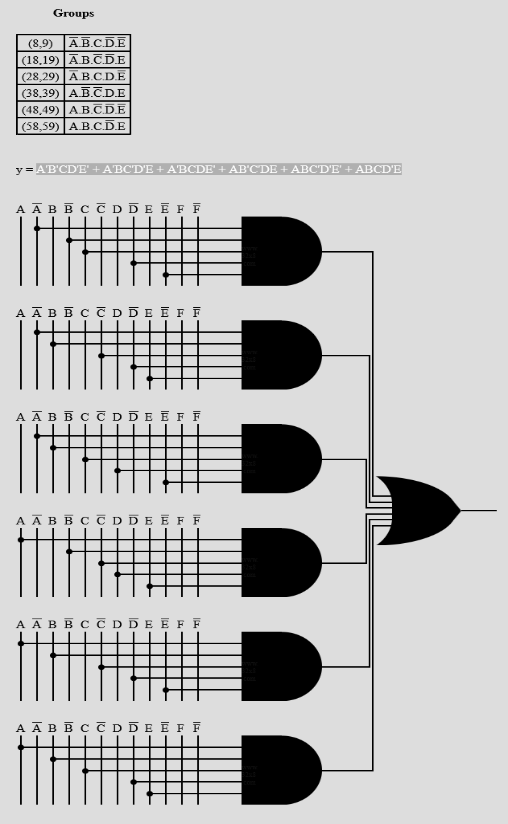 Groups
(8,9) A̅.B̅.C.D̅.E̅
(18,19) A̅.B.C̅.D̅.E
(28,29) A̅.B.C.D.E̅
(38,39) A.B̅.C̅.D.E
(48,49) A.B.C̅.D̅.E̅
(58,59) A.B.C.D̅.E
y = A'B'CD'E' + A'BC'D'E + A'BCDE' + AB'C'DE + ABC'D'E' + ABCD'E
A A̅ B B̅ C C̅ D D̅ E E̅ F F̅
A A̅ B B̅ C C̅ D D̅ E E̅ F F̅
A A̅ B B̅ C C̅ D D̅ E E̅ F F̅
A A̅ B B̅ C C̅ D D̅ E E̅ F F̅
A A̅ B B̅ C C̅ D D̅ E E̅ F F̅
A A̅ B B̅ C C̅ D D̅ E E̅ F F̅